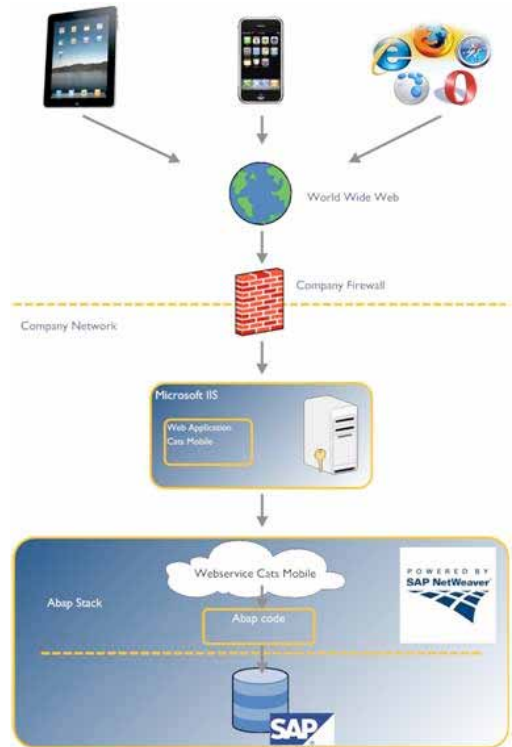 World Wide Web
Company Firewall
Company Network
Microsoft IIS
Web Application
Cats Mobile
Webservice Cats Mobile
POWERED BY
SAP NetWeaver
Abap Stack
Abap code
SAP